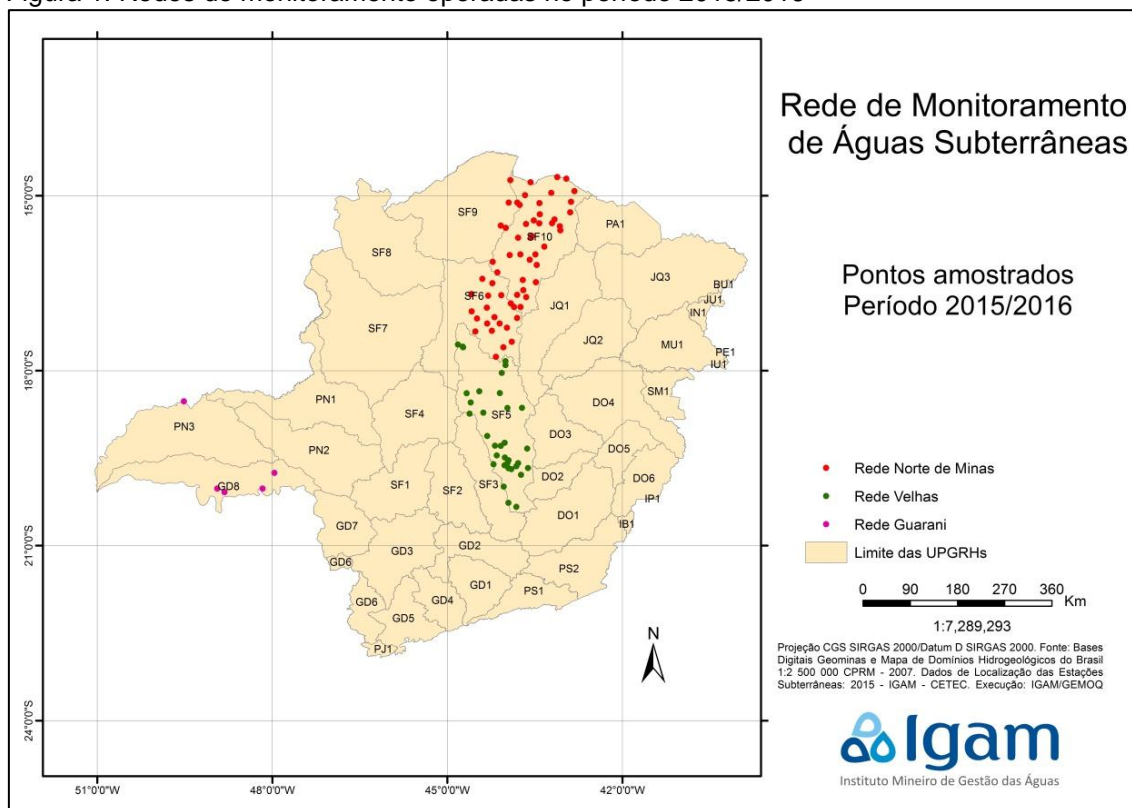 Figura 1: Redes de monitoramento operadas no período 2015/2016
Rede de Monitoramento
de Águas Subterrâneas
Pontos amostrados
Período 2015/2016
15°0'0"S
18°0'0"S
21°0'0"S
24°0'0"S
51°0'0"W
48°0'0"W
45°0'0"W
42°0'0"W
SF9
SF10
PA1
SF8
JQ3
BU1
SF6
JQ1
JU1
IN1
SF7
JQ2
MU1
PE1
IU1
SM1
PN1
SF4
SF5
DO4
PN3
PN2
DO3
DO5
GD8
SF1
SF2
SF3
DO2
DO6
IP1
GD7
DO1
IB1
GD3
GD2
GD6
PS2
GD1
GD6
GD4
PS1
GD5
PJ1
Rede Norte de Minas
Rede Velhas
Rede Guarani
Limite das UPGRHs
0 90 180 270 360
Km
1:7,289,293
N
Projeção CGS SIRGAS 2000/Datum D SIRGAS 2000. Fonte: Bases
Digitais Geominas e Mapa de Domínios Hidrogeológicos do Brasil
1:2 500 000 CPRM - 2007. Dados de Localização das Estações
Subterrâneas: 2015 - IGAM - CETEC. Execução: IGAM/GEMOQ
Igam
Instituto Mineiro de Gestão das Águas